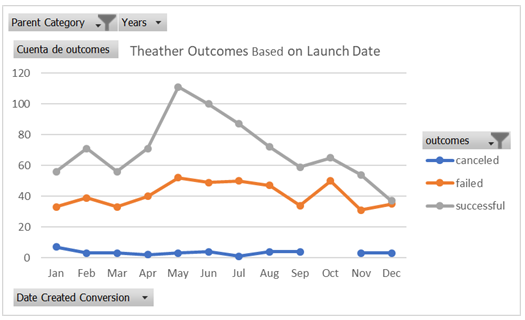 Parent Category Years
Cuenta de outcomes
Theather Outcomes Based on Launch Date
120
100
80
60
40
20
0
Jan Feb Mar Apr May Jun Jul Aug Sep Oct Nov Dec
outcomes
canceled
failed
successful
Date Created Conversion